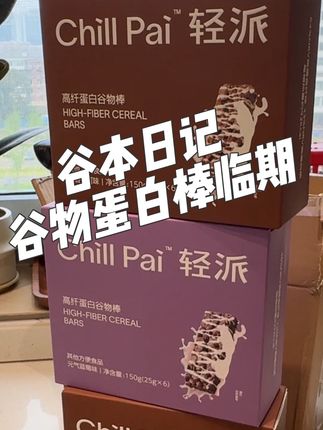 Chill Pai™ 轻派
高纤蛋白谷物棒
HIGH-FIBER CEREAL
BARS
谷本日记
谷物蛋白棒临期
Chill Pai™ 轻派
高纤蛋白谷物棒
HIGH-FIBER CEREAL
BARS
其他方便食品
元气蓝莓味 | 净含量:150g(25g×6)